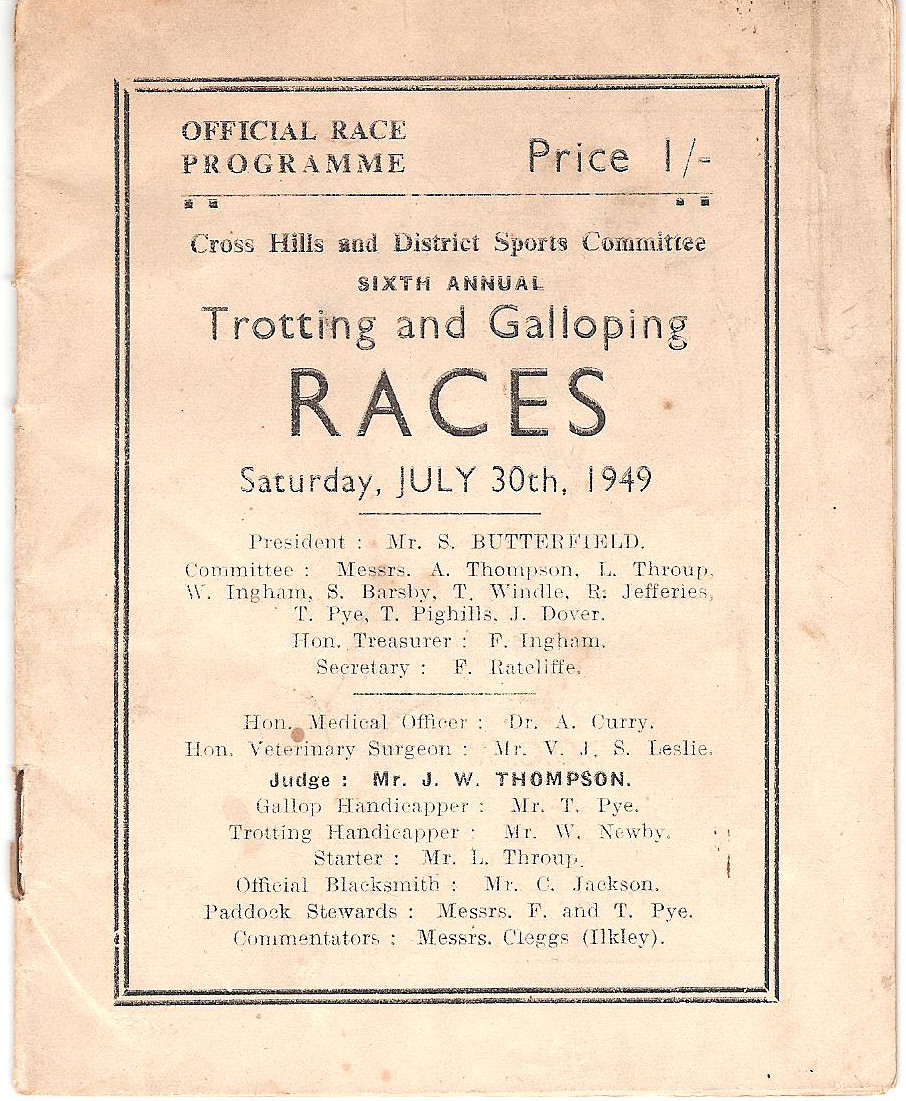 OFFICIAL RACE
PROGRAMME
Price 1/-
Cross Hills and District Sports Committee
SIXTH ANNUAL
Trotting and Galloping
RACES
Saturday, JULY 30th, 1949
President : Mr. S. BUTTERFIELD.
Committee : Messrs. A. Thompson, L. Throup,
W. Ingham, S. Barsby, T. Windle, R. Jefferies,
T. Pye, T. Pighills, J. Dover.
Hon. Treasurer : F. Ingham.
Secretary : F. Ratcliffe.
Hon. Medical Officer : Dr. A. Curry.
Hon. Veterinary Surgeon : Mr. V. J. S. Leslie.
Judge : Mr. J. W. THOMPSON.
Gallop Handicapper : Mr. T. Pye.
Trotting Handicapper : Mr. W. Newby.
Starter : Mr. L. Throup.
Official Blacksmith : Mr. C. Jackson.
Paddock Stewards : Messrs. F. and T. Pye.
Commentators : Messrs. Cleggs (Ilkley).